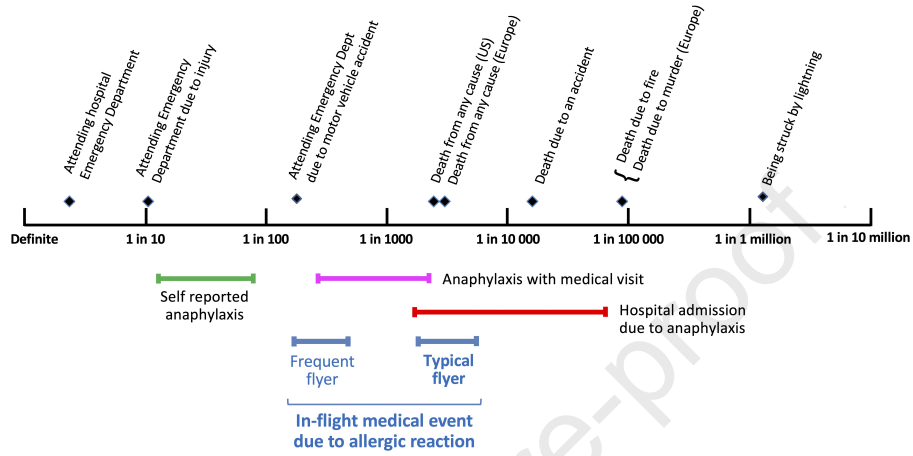 Attending hospital
Emergency Department
Attending Emergency
Department due to injury
Attending Emergency Dept
due to motor vehicle accident
Death from any cause (US)
Death from any cause (Europe)
Death due to an accident
{ Death due to fire
Death due to murder (Europe)
Being struck by lightning
Definite
1 in 10
1 in 100
1 in 1000
1 in 10 000
1 in 100 000
1 in 1 million
1 in 10 million
Self reported
anaphylaxis
Anaphylaxis with medical visit
Hospital admission
due to anaphylaxis
Frequent
flyer
Typical
flyer
In-flight medical event
due to allergic reaction
re-proof